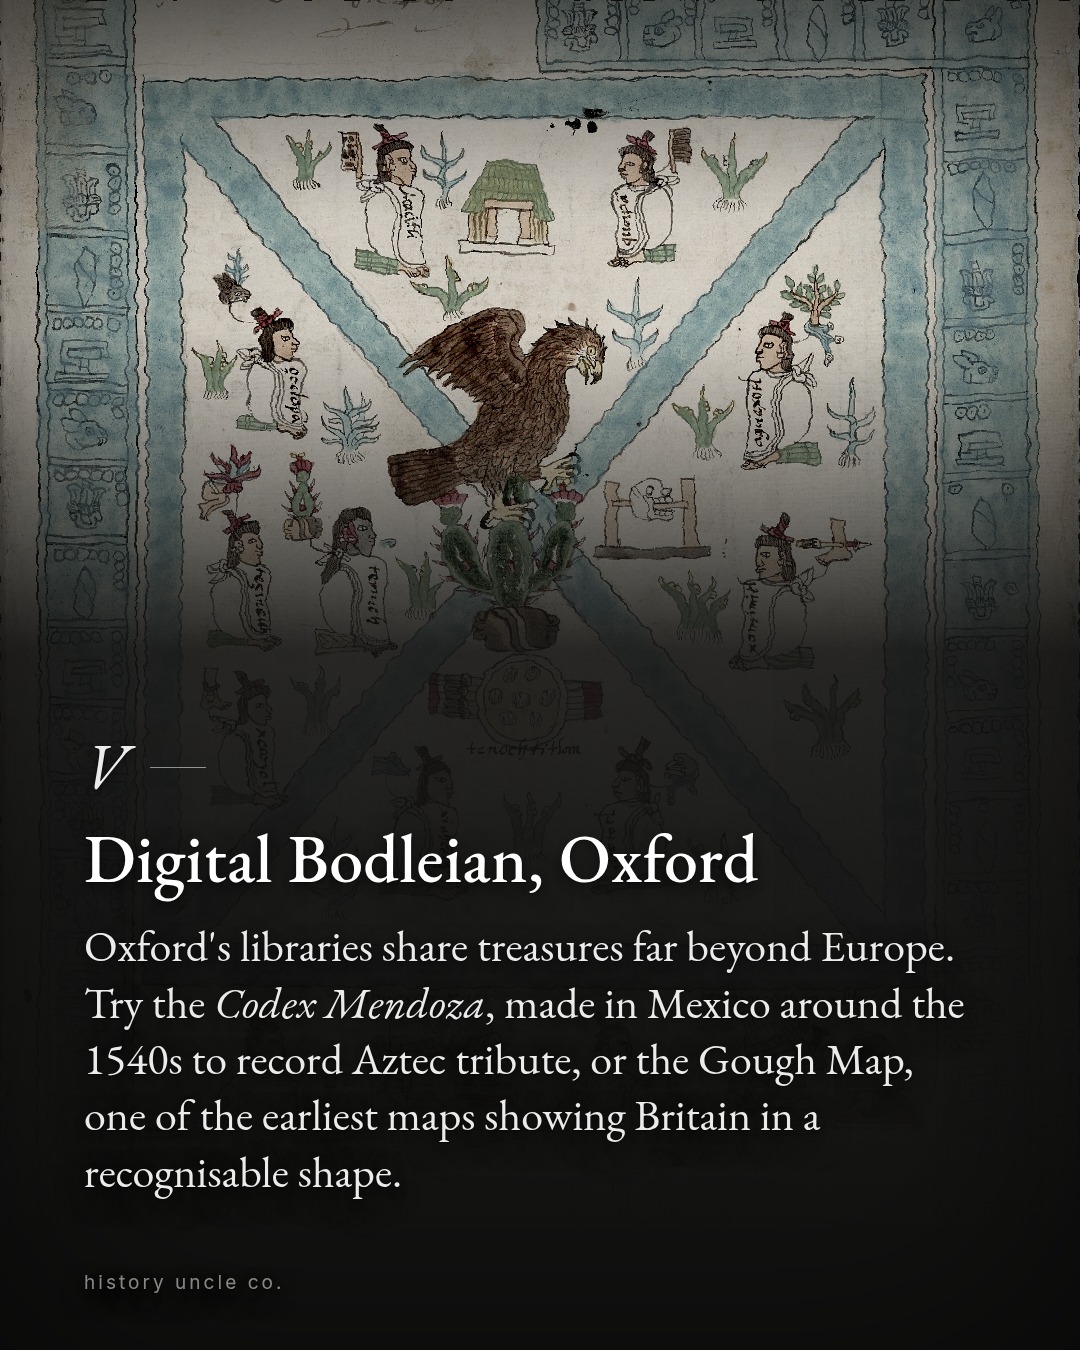 tenochtitlan
V
Digital Bodleian, Oxford
Oxford's libraries share treasures far beyond Europe.
Try the Codex Mendoza, made in Mexico around the
1540s to record Aztec tribute, or the Gough Map,
one of the earliest maps showing Britain in a
recognisable shape.
history uncle co.